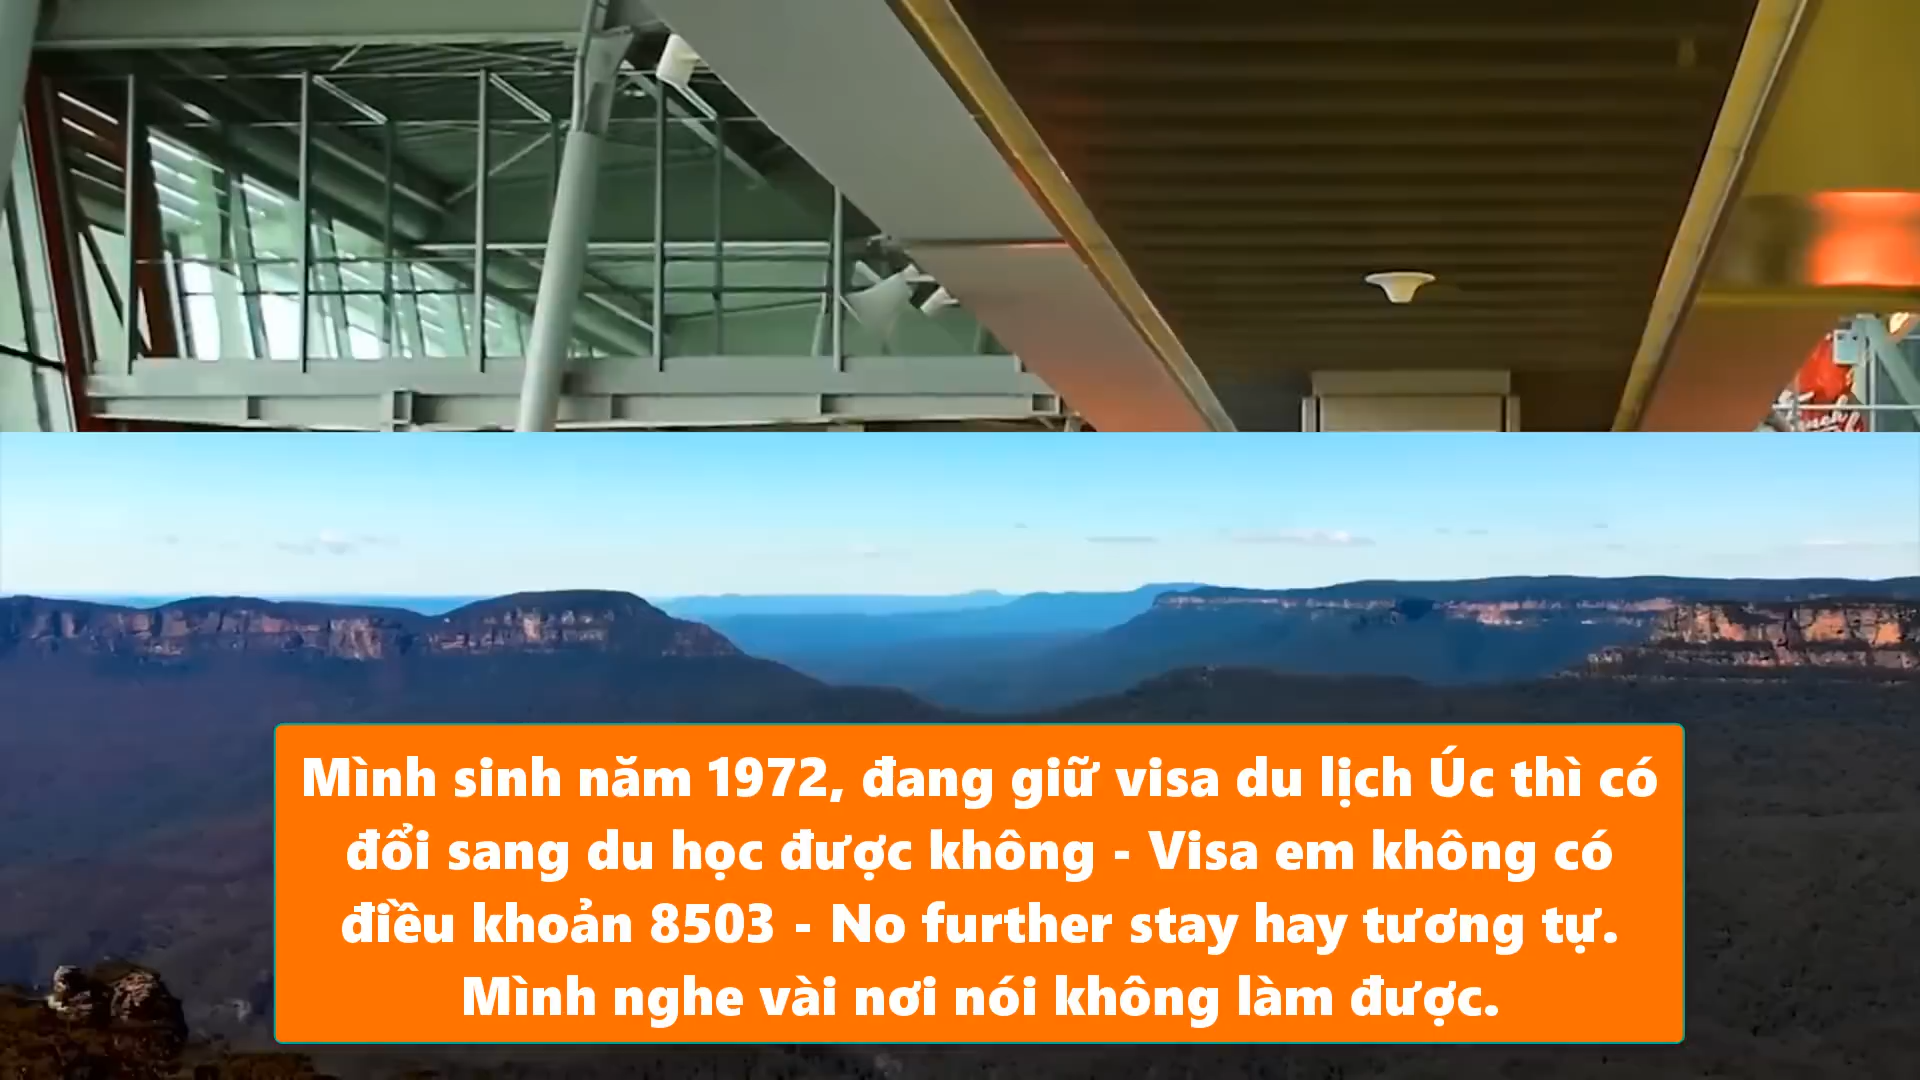 Mình sinh năm 1972, đang giữ visa du lịch Úc thì có
đổi sang du học được không - Visa em không có
điều khoản 8503 - No further stay hay tương tự.
Mình nghe vài nơi nói không làm được.